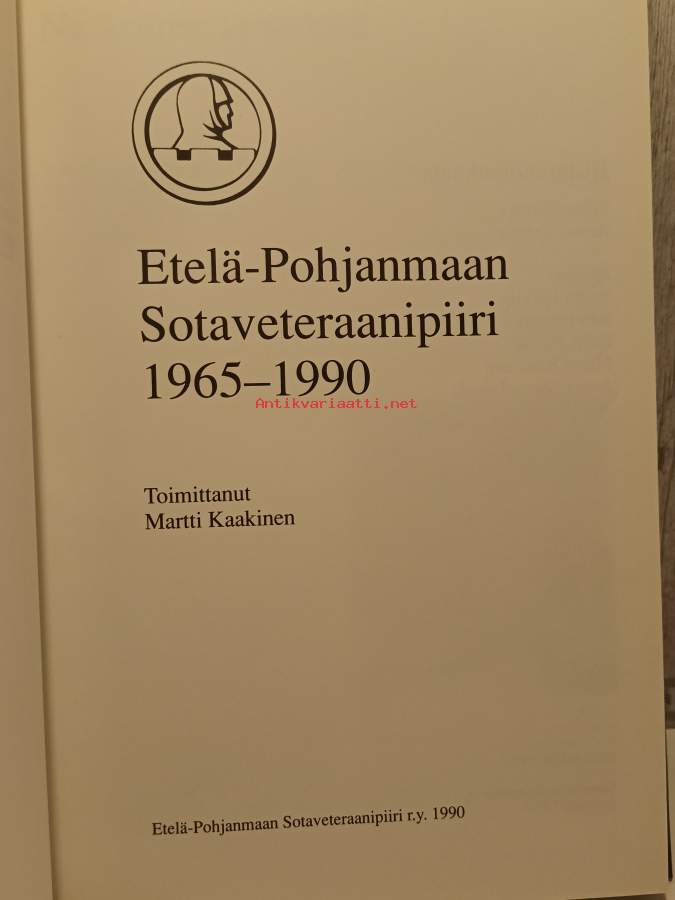 Etelä-Pohjanmaan
Sotaveteraanipiiri
1965–1990
Antikvariaatti.net
Toimittanut
Martti Kaakinen
Etelä-Pohjanmaan Sotaveteraanipiiri r.y. 1990